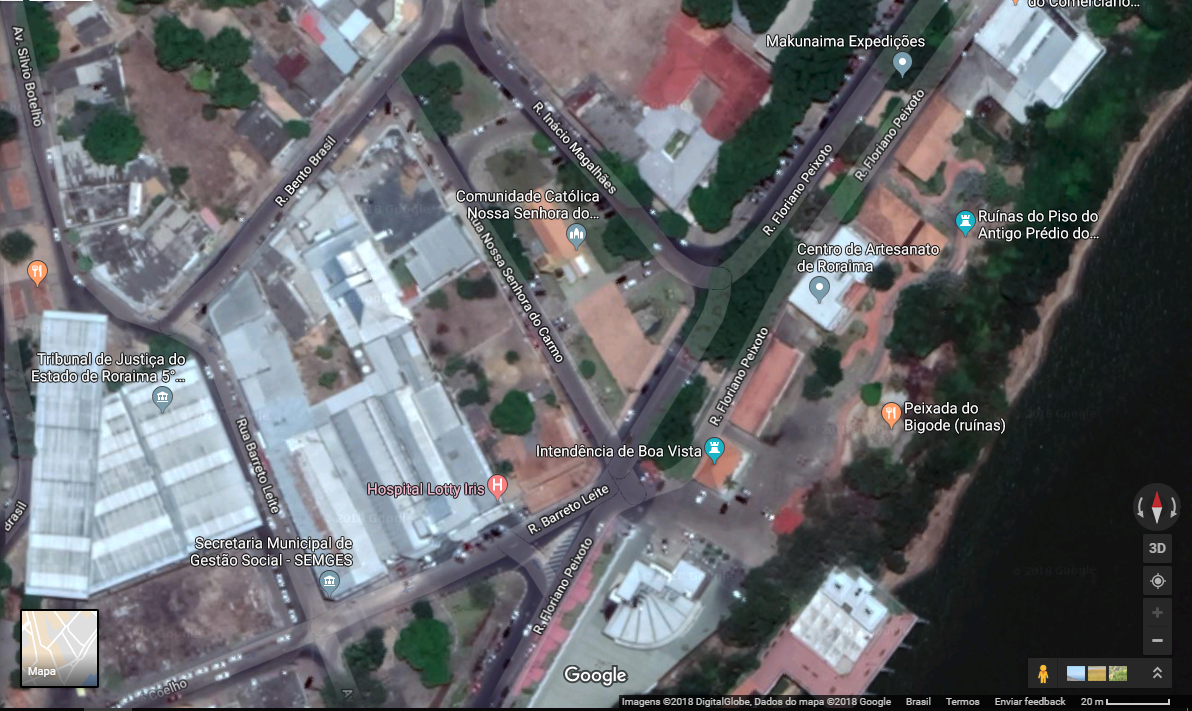 do Comerciário...
Makunaima Expedições
Av. Silvio Botelho
R. Inácio Magalhães
R. Floriano Peixoto
R. Bento Brasil
R. Floriano Peixoto
Comunidade Católica
Nossa Senhora do...
Ruínas do Piso do
Antigo Prédio do...
Rua Nossa Senhora do Carmo
Centro de Artesanato
de Roraima
Tribunal de Justiça do
Estado de Roraima 5°...
R. Floriano Peixoto
Peixada do
Bigode (ruínas)
Intendência de Boa Vista
Rua Barreto Leite
Hospital Lotty Iris
R. Barreto Leite
Secretaria Municipal de
Gestão Social - SEMGES
R. Floriano Peixoto
3D
Mapa
Google
Imagens ©2018 DigitalGlobe, Dados do mapa ©2018 Google Brasil Termos Enviar feedback 20 m